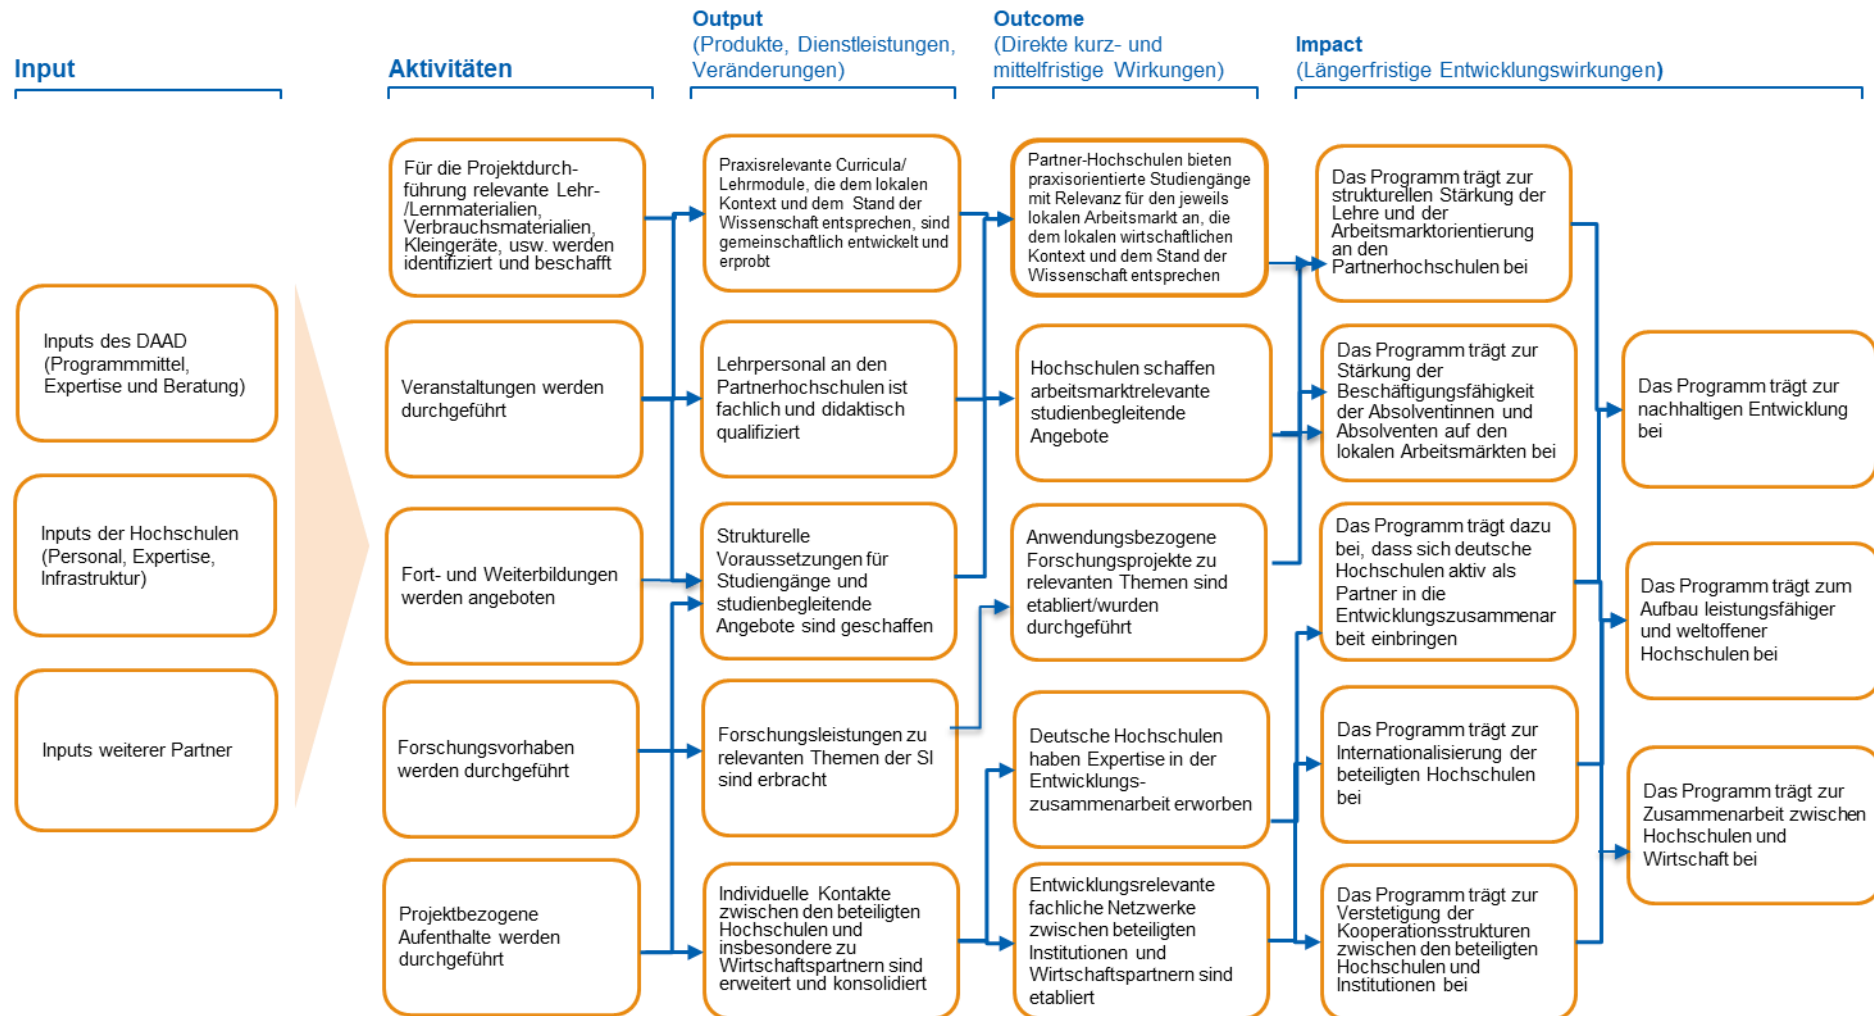 Input
Aktivitäten
Output
(Produkte, Dienstleistungen,
Veränderungen)
Outcome
(Direkte kurz- und
mittelfristige Wirkungen)
Impact
(Längerfristige Entwicklungswirkungen)
Inputs des DAAD
(Programmmittel,
Expertise und Beratung)
Inputs der Hochschulen
(Personal, Expertise,
Infrastruktur)
Inputs weiterer Partner
Für die Projektdurch-
führung relevante Lehr-
/Lernmaterialien,
Verbrauchsmaterialien,
Kleingeräte, usw. werden
identifiziert und beschafft
Veranstaltungen werden
durchgeführt
Fort- und Weiterbildungen
werden angeboten
Forschungsvorhaben
werden durchgeführt
Projektbezogene
Aufenthalte werden
durchgeführt
Praxisrelevante Curricula/
Lehrmodule, die dem lokalen
Kontext und dem Stand der
Wissenschaft entsprechen, sind
gemeinschaftlich entwickelt und
erprobt
Lehrpersonal an den
Partnerhochschulen ist
fachlich und didaktisch
qualifiziert
Strukturelle
Voraussetzungen für
Studiengänge und
studienbegleitende
Angebote sind geschaffen
Forschungsleistungen zu
relevanten Themen der SI
sind erbracht
Individuelle Kontakte
zwischen den beteiligten
Hochschulen und
insbesondere zu
Wirtschaftspartnern sind
erweitert und konsolidiert
Partner-Hochschulen bieten
praxisorientierte Studiengänge
mit Relevanz für den jeweils
lokalen Arbeitsmarkt an, die
dem lokalen wirtschaftlichen
Kontext und dem Stand der
Wissenschaft entsprechen
Hochschulen schaffen
arbeitsmarktrelevante
studienbegleitende
Angebote
Anwendungsbezogene
Forschungsprojekte zu
relevanten Themen sind
etabliert/wurden
durchgeführt
Deutsche Hochschulen
haben Expertise in der
Entwicklungs-
zusammenarbeit erworben
Entwicklungsrelevante
fachliche Netzwerke
zwischen beteiligten
Institutionen und
Wirtschaftspartnern sind
etabliert
Das Programm trägt zur
strukturellen Stärkung der
Lehre und der
Arbeitsmarktorientierung
an den
Partnerhochschulen bei
Das Programm trägt zur
Stärkung der
Beschäftigungsfähigkeit
der Absolventinnen und
Absolventen auf den
lokalen Arbeitsmärkten bei
Das Programm trägt dazu
bei, dass sich deutsche
Hochschulen aktiv als
Partner in die
Entwicklungszusammenar
beit einbringen
Das Programm trägt zur
Internationalisierung der
beteiligten Hochschulen
bei
Das Programm trägt zur
Verstetigung der
Kooperationsstrukturen
zwischen den beteiligten
Hochschulen und
Institutionen bei
Das Programm trägt zur
nachhaltigen Entwicklung
bei
Das Programm trägt zum
Aufbau leistungsfähiger
und weltoffener
Hochschulen bei
Das Programm trägt zur
Zusammenarbeit zwischen
Hochschulen und
Wirtschaft bei